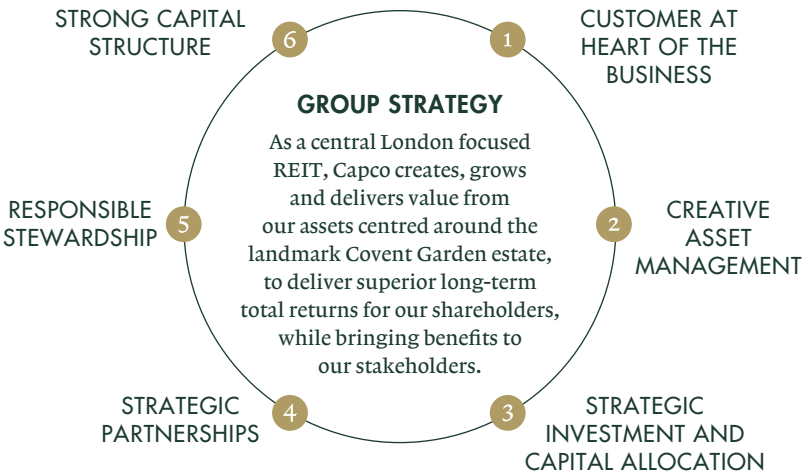 GROUP STRATEGY
As a central London focused
REIT, Capco creates, grows
and delivers value from
our assets centred around the
landmark Covent Garden estate,
to deliver superior long-term
total returns for our shareholders,
while bringing benefits to
our stakeholders.
1
CUSTOMER AT
HEART OF THE
BUSINESS
2
CREATIVE
ASSET
MANAGEMENT
3
STRATEGIC
INVESTMENT AND
CAPITAL ALLOCATION
4
STRATEGIC
PARTNERSHIPS
5
RESPONSIBLE
STEWARDSHIP
6
STRONG CAPITAL
STRUCTURE